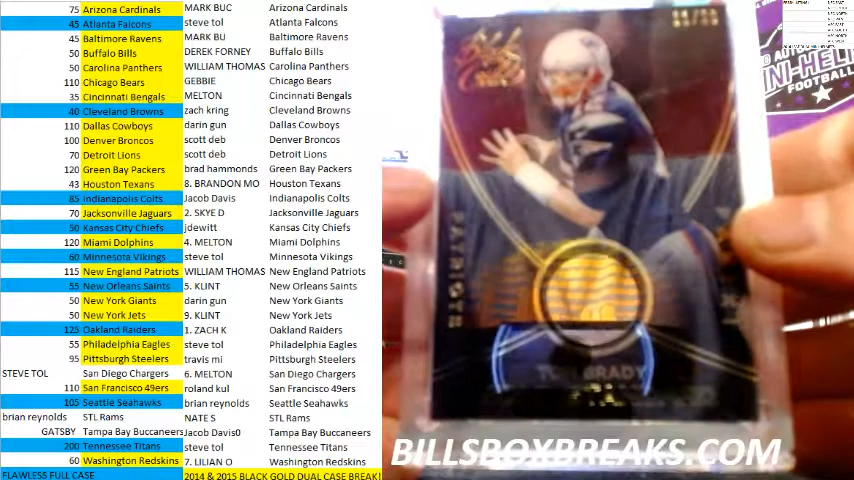 75 Arizona Cardinals MARK BUC Arizona Cardinals
45 Atlanta Falcons steve tol Atlanta Falcons
45 Baltimore Ravens MARK BU Baltimore Ravens
50 Buffalo Bills DEREK FORNEY Buffalo Bills
50 Carolina Panthers WILLIAM THOMAS Carolina Panthers
110 Chicago Bears GEBBIE Chicago Bears
35 Cincinnati Bengals MELTON Cincinnati Bengals
40 Cleveland Browns zach kring Cleveland Browns
110 Dallas Cowboys darin gun Dallas Cowboys
100 Denver Broncos scott deb Denver Broncos
70 Detroit Lions scott deb Detroit Lions
120 Green Bay Packers brad hammonds Green Bay Packers
43 Houston Texans 8. BRANDON MO Houston Texans
85 Indianapolis Colts Jacob Davis Indianapolis Colts
70 Jacksonville Jaguars 2. SKYE D Jacksonville Jaguars
50 Kansas City Chiefs jdewitt Kansas City Chiefs
120 Miami Dolphins 4. MELTON Miami Dolphins
60 Minnesota Vikings steve tol Minnesota Vikings
115 New England Patriots WILLIAM THOMAS New England Patriots
55 New Orleans Saints 5. KLINT New Orleans Saints
50 New York Giants darin gun New York Giants
50 New York Jets 9. KLINT New York Jets
125 Oakland Raiders 1. ZACH K Oakland Raiders
55 Philadelphia Eagles steve tol Philadelphia Eagles
95 Pittsburgh Steelers travis mi Pittsburgh Steelers
STEVE TOL San Diego Chargers 6. MELTON San Diego Chargers
110 San Francisco 49ers roland kul San Francisco 49ers
105 Seattle Seahawks brian reynolds Seattle Seahawks
brian reynolds STL Rams NATE S STL Rams
GATSBY Tampa Bay Buccaneers Jacob Davis0 Tampa Bay Buccaneers
200 Tennessee Titans steve tol Tennessee Titans
60 Washington Redskins 7. LILIAN O Washington Redskins
FLAWLESS FULL CASE 2014 & 2015 BLACK GOLD DUAL CASE BREAK!
PATRIOTS
TOM BRADY
MINI-HEL
FOOTBALL
BILLSBOXBREAKS.COM